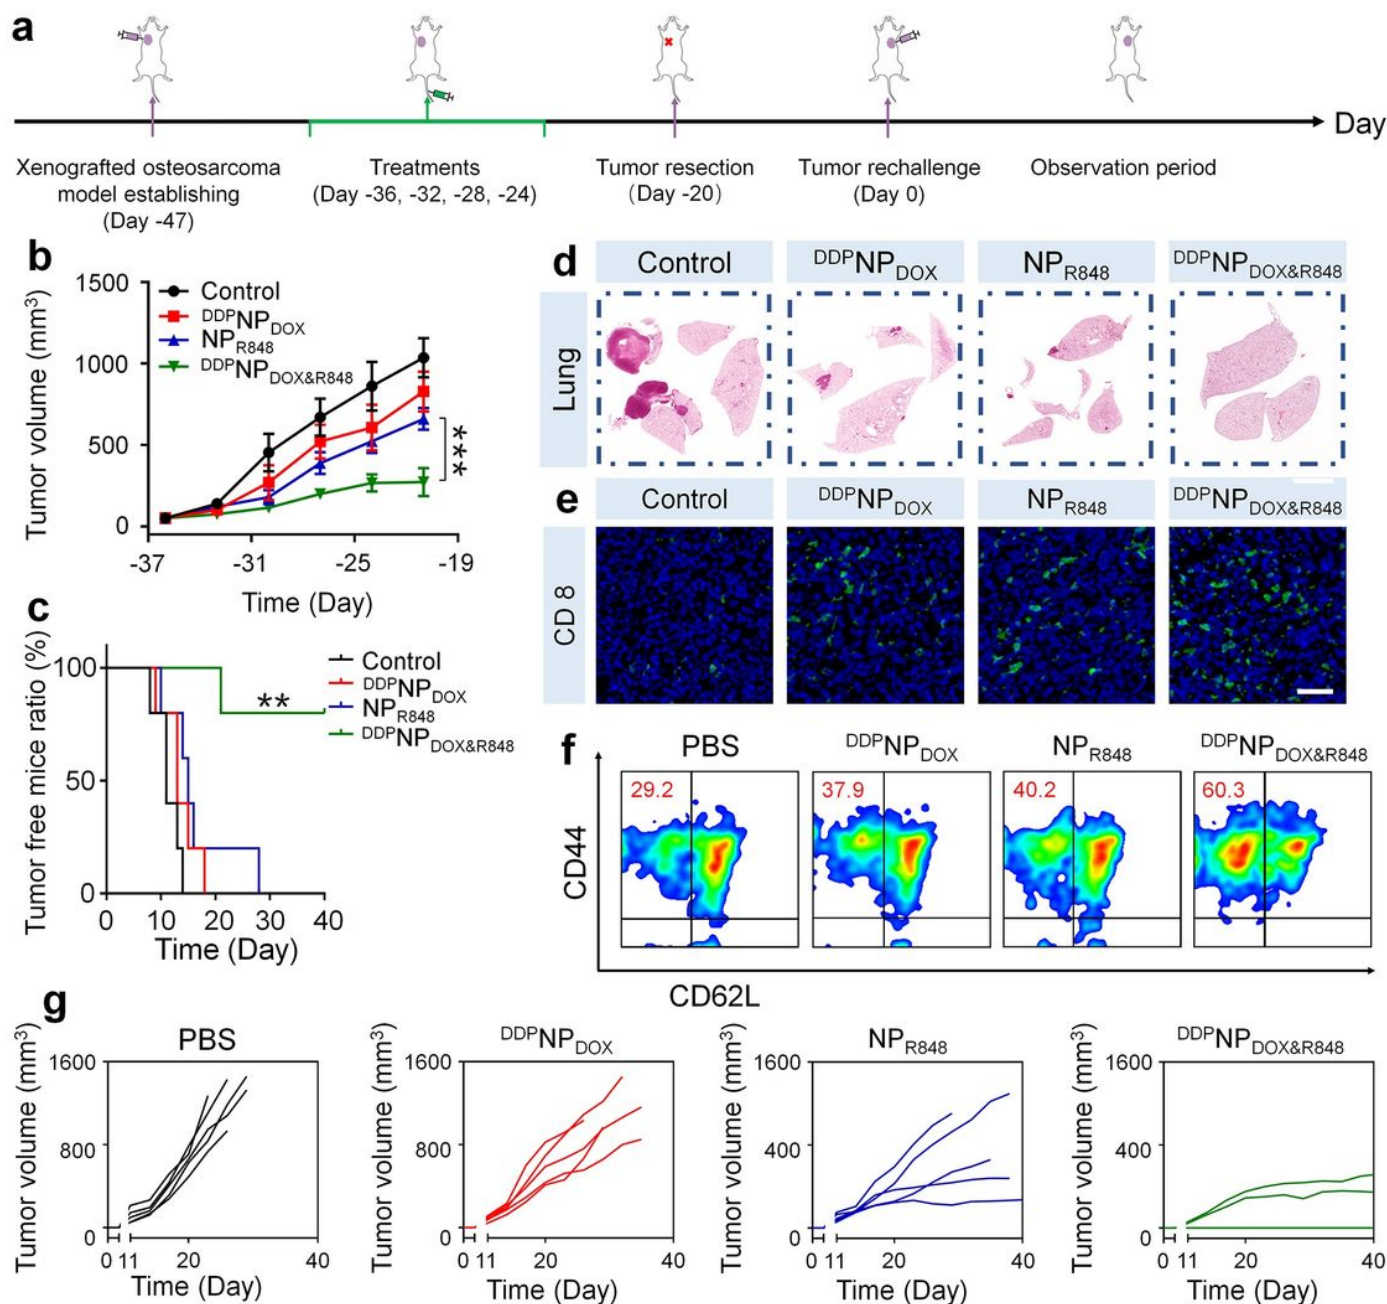 a
Day
Xenografted osteosarcoma
model establishing
(Day -47)
Treatments
(Day -36, -32, -28, -24)
Tumor resection
(Day -20)
Tumor rechallenge
(Day 0)
Observation period
b
Tumor volume (mm³)
1500
1000
500
0
Control
DDPNPDOX
NPR848
DDPNPDOX&R848
***
-37 -31 -25 -19
Time (Day)
c
Tumor free mice ratio (%)
100
50
0
**
Control
DDPNPDOX
NPR848
DDPNPDOX&R848
0 10 20 30 40
Time (Day)
d
Control DDPNPDOX NPR848 DDPNPDOX&R848
Lung
e
Control DDPNPDOX NPR848 DDPNPDOX&R848
CD 8
f
PBS DDPNPDOX NPR848 DDPNPDOX&R848
29.2 37.9 40.2 60.3
CD44
CD62L
g
PBS
Tumor volume (mm³)
1600
800
0
0 11 20 40
Time (Day)
DDPNPDOX
Tumor volume (mm³)
1600
800
0
0 11 20 40
Time (Day)
NPR848
Tumor volume (mm³)
1600
400
0
0 11 20 40
Time (Day)
DDPNPDOX&R848
Tumor volume (mm³)
1600
400
0
0 11 20 40
Time (Day)